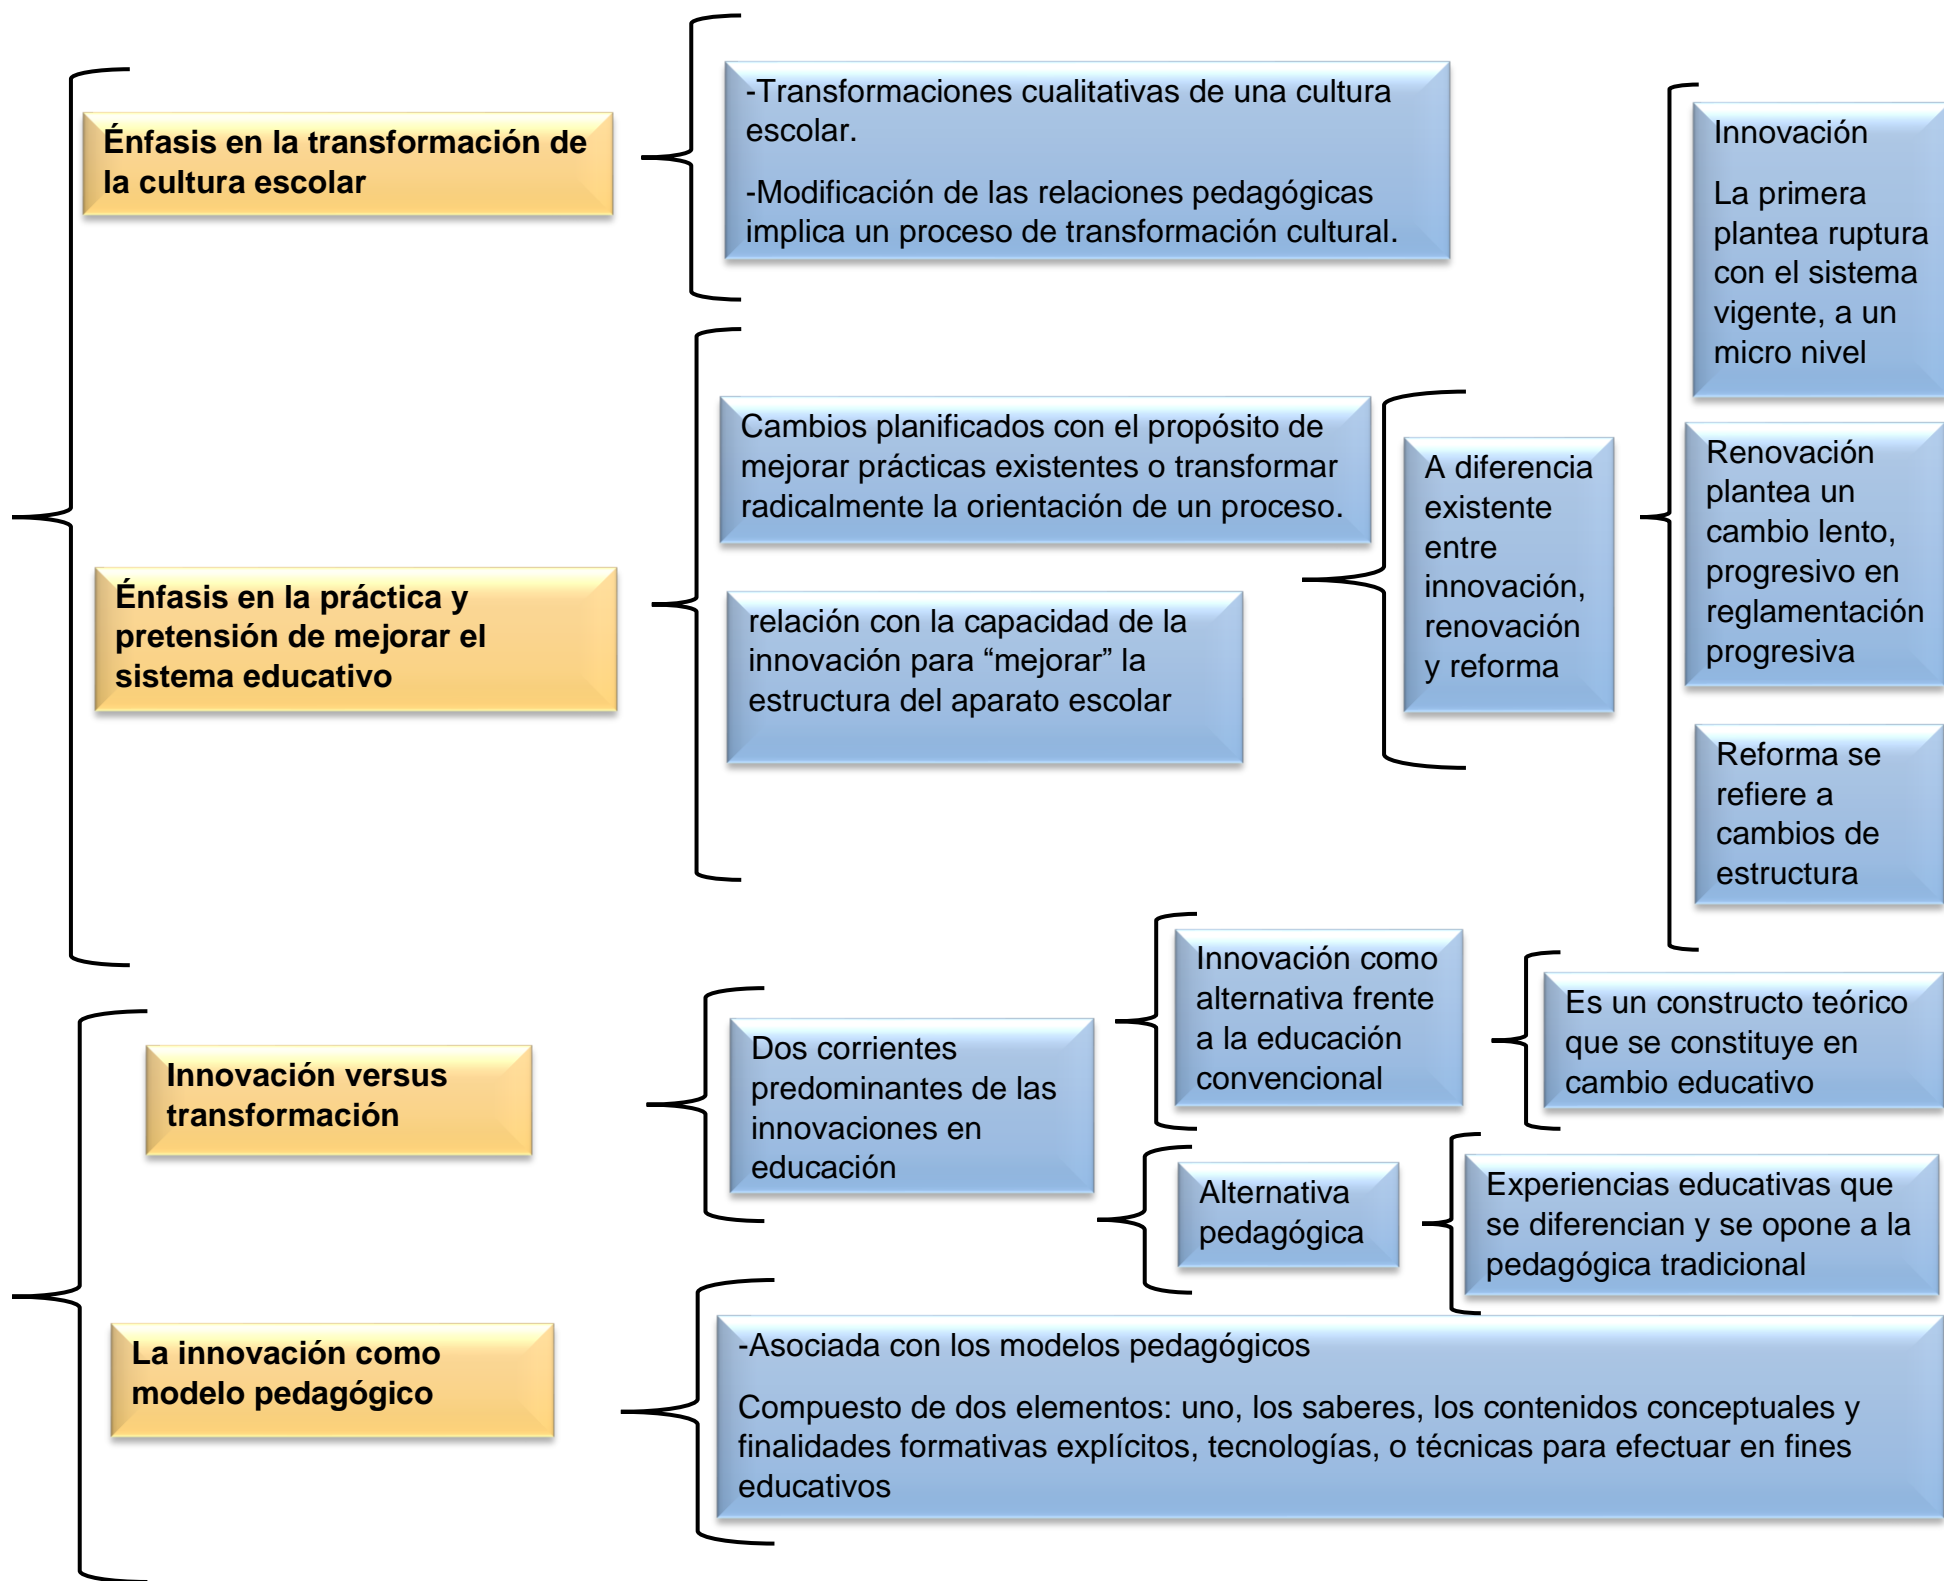 Énfasis en la transformación de
la cultura escolar
-Transformaciones cualitativas de una cultura
escolar.
-Modificación de las relaciones pedagógicas
implica un proceso de transformación cultural.
Énfasis en la práctica y
pretensión de mejorar el
sistema educativo
Cambios planificados con el propósito de
mejorar prácticas existentes o transformar
radicalmente la orientación de un proceso.
relación con la capacidad de la
innovación para “mejorar” la
estructura del aparato escolar
A diferencia
existente
entre
innovación,
renovación
y reforma
Innovación
La primera
plantea ruptura
con el sistema
vigente, a un
micro nivel
Renovación
plantea un
cambio lento,
progresivo en
reglamentación
progresiva
Reforma se
refiere a
cambios de
estructura
Innovación versus
transformación
Dos corrientes
predominantes de las
innovaciones en
educación
Innovación como
alternativa frente
a la educación
convencional
Es un constructo teórico
que se constituye en
cambio educativo
Alternativa
pedagógica
Experiencias educativas que
se diferencian y se opone a la
pedagógica tradicional
La innovación como
modelo pedagógico
-Asociada con los modelos pedagógicos
Compuesto de dos elementos: uno, los saberes, los contenidos conceptuales y
finalidades formativas explícitos, tecnologías, o técnicas para efectuar en fines
educativos